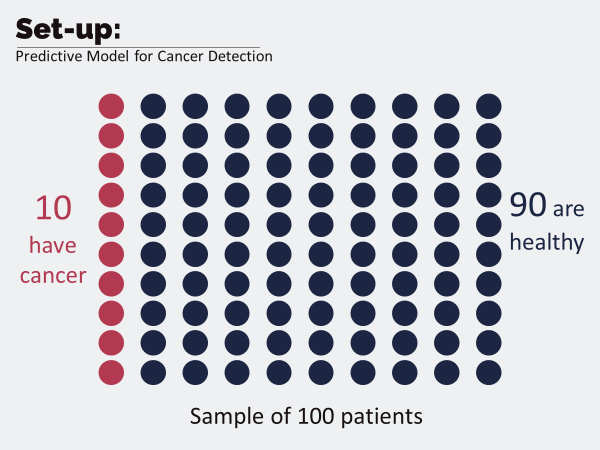 Set-up:
Predictive Model for Cancer Detection
10
have
cancer
90 are
healthy
Sample of 100 patients